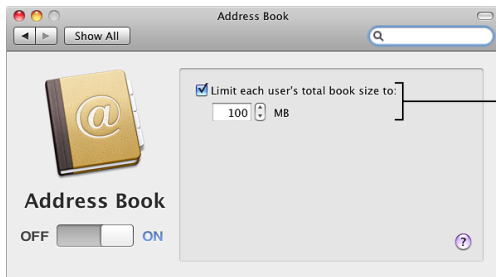 Address Book
Show All
Limit each user's total book size to:
100 MB
@
Address Book
OFF ON
?